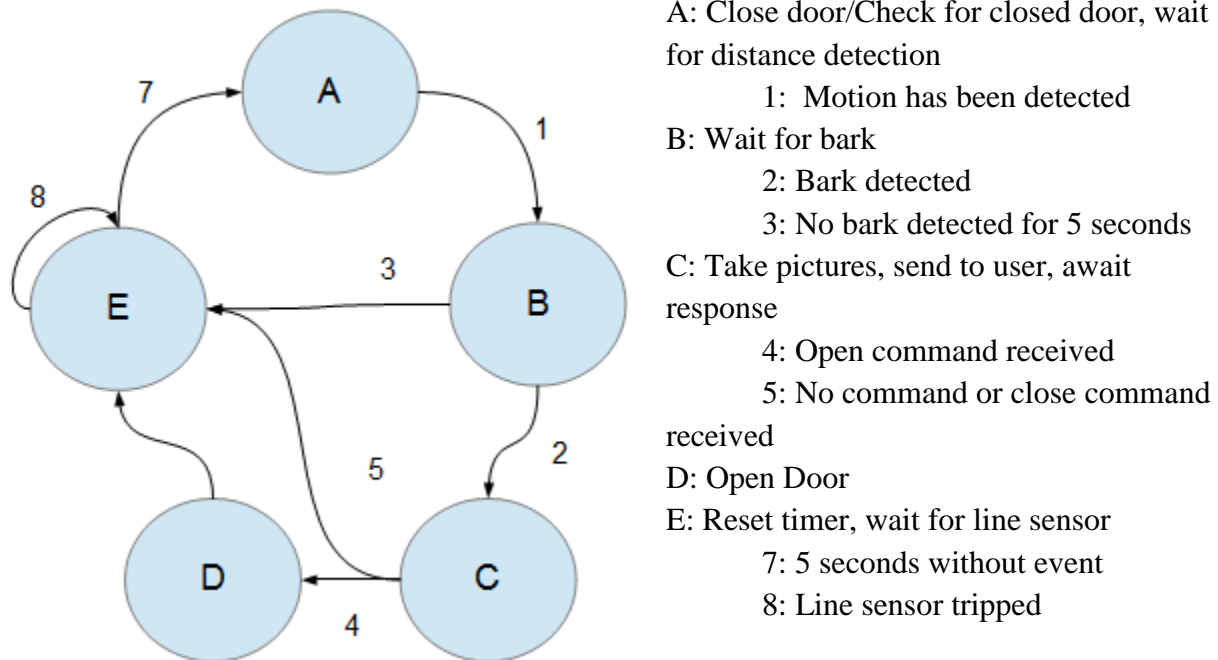 A: Close door/Check for closed door, wait
for distance detection
1: Motion has been detected
B: Wait for bark
2: Bark detected
3: No bark detected for 5 seconds
C: Take pictures, send to user, await
response
4: Open command received
5: No command or close command
received
D: Open Door
E: Reset timer, wait for line sensor
7: 5 seconds without event
8: Line sensor tripped
A
7
1
8
3
E
B
2
5
D
C
4